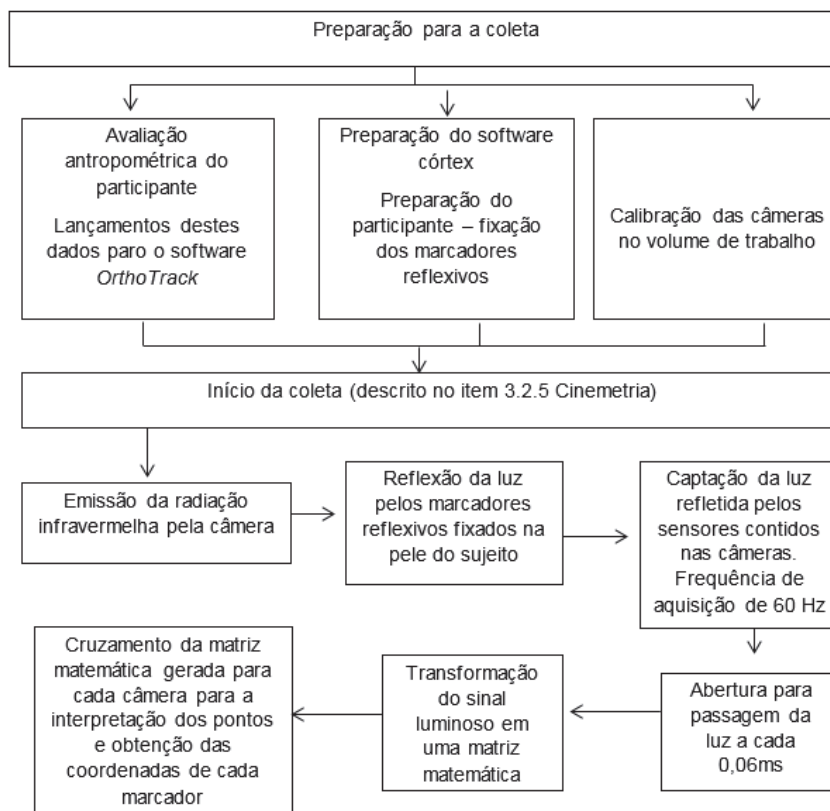 Preparação para a coleta
Avaliação
antropométrica do
participante
Lançamentos destes
dados paro o software
OrthoTrack
Preparação do software
córtex
Preparação do
participante – fixação
dos marcadores
reflexivos
Calibração das câmeras
no volume de trabalho
Início da coleta (descrito no item 3.2.5 Cinemetria)
Emissão da radiação
infravermelha pela câmera
Reflexão da luz
pelos marcadores
reflexivos fixados na
pele do sujeito
Captação da luz
refletida pelos
sensores contidos
nas câmeras.
Frequência de
aquisição de 60 Hz
Abertura para
passagem da
luz a cada
0,06ms
Transformação
do sinal
luminoso em
uma matriz
matemática
Cruzamento da matriz
matemática gerada para
cada câmera para a
interpretação dos pontos
e obtenção das
coordenadas de cada
marcador